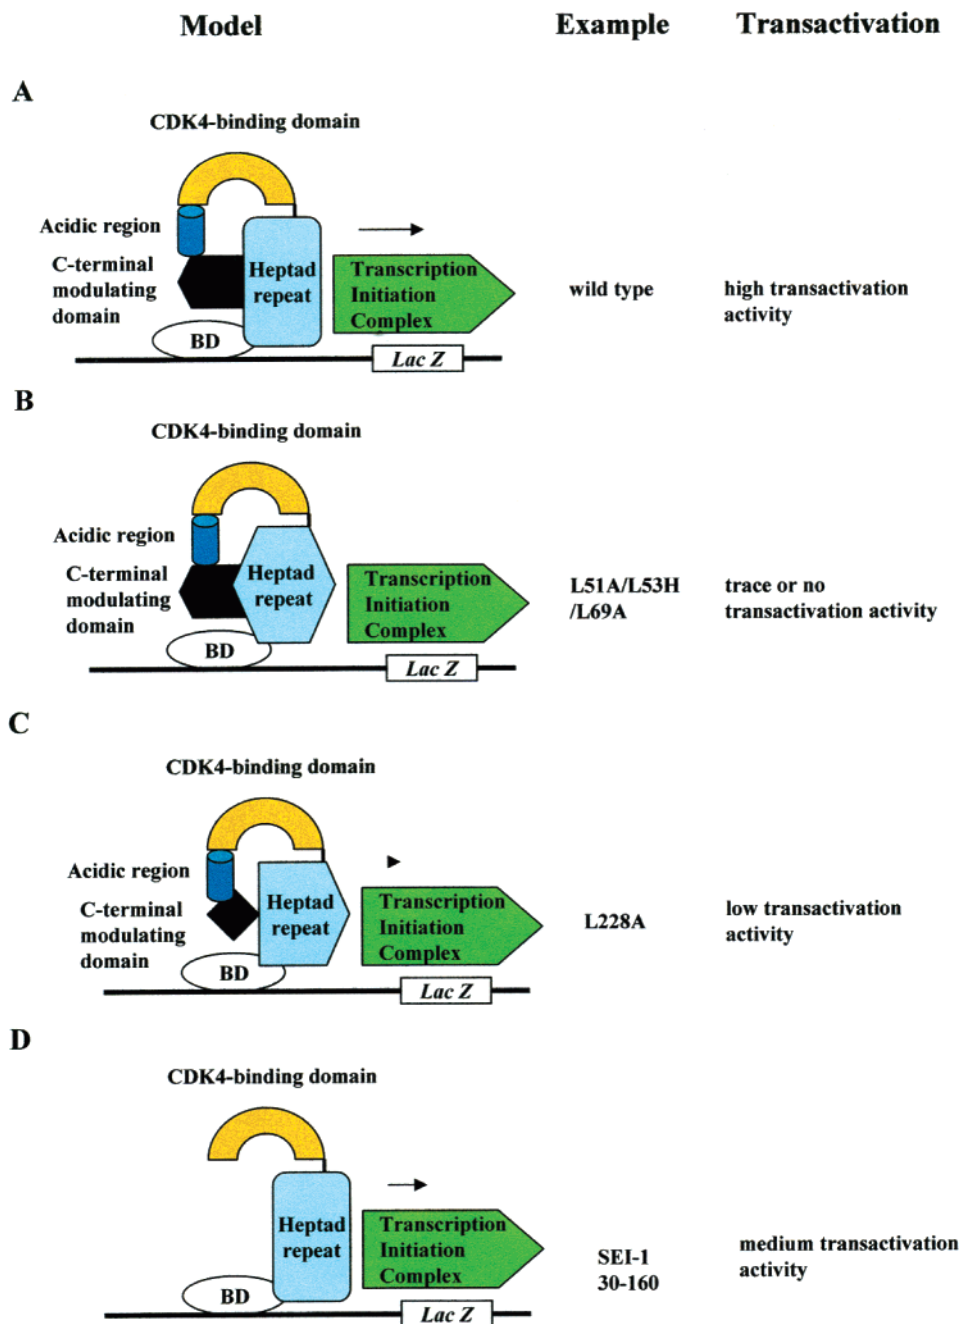 Model Example Transactivation
A
CDK4-binding domain
Acidic region
C-terminal
modulating
domain
Heptad
repeat
BD
Transcription
Initiation
Complex
Lac Z
wild type
high transactivation
activity
B
CDK4-binding domain
Acidic region
C-terminal
modulating
domain
Heptad
repeat
BD
Transcription
Initiation
Complex
Lac Z
L51A/L53H
/L69A
trace or no
transactivation activity
C
CDK4-binding domain
Acidic region
C-terminal
modulating
domain
Heptad
repeat
BD
Transcription
Initiation
Complex
Lac Z
L228A
low transactivation
activity
D
CDK4-binding domain
Heptad
repeat
BD
Transcription
Initiation
Complex
Lac Z
SEI-1
30-160
medium transactivation
activity